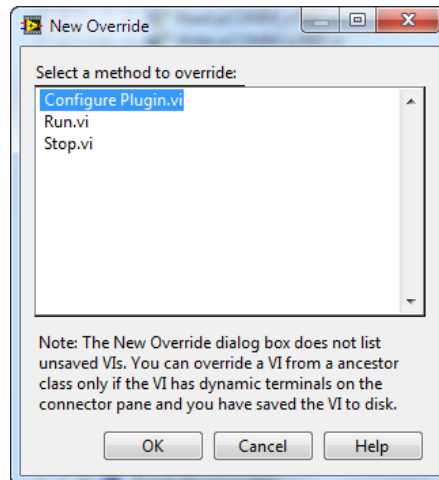 New Override
Select a method to override:
Configure Plugin.vi
Run.vi
Stop.vi
Note: The New Override dialog box does not list
unsaved VIs. You can override a VI from a ancestor
class only if the VI has dynamic terminals on the
connector pane and you have saved the VI to disk.
OK Cancel Help